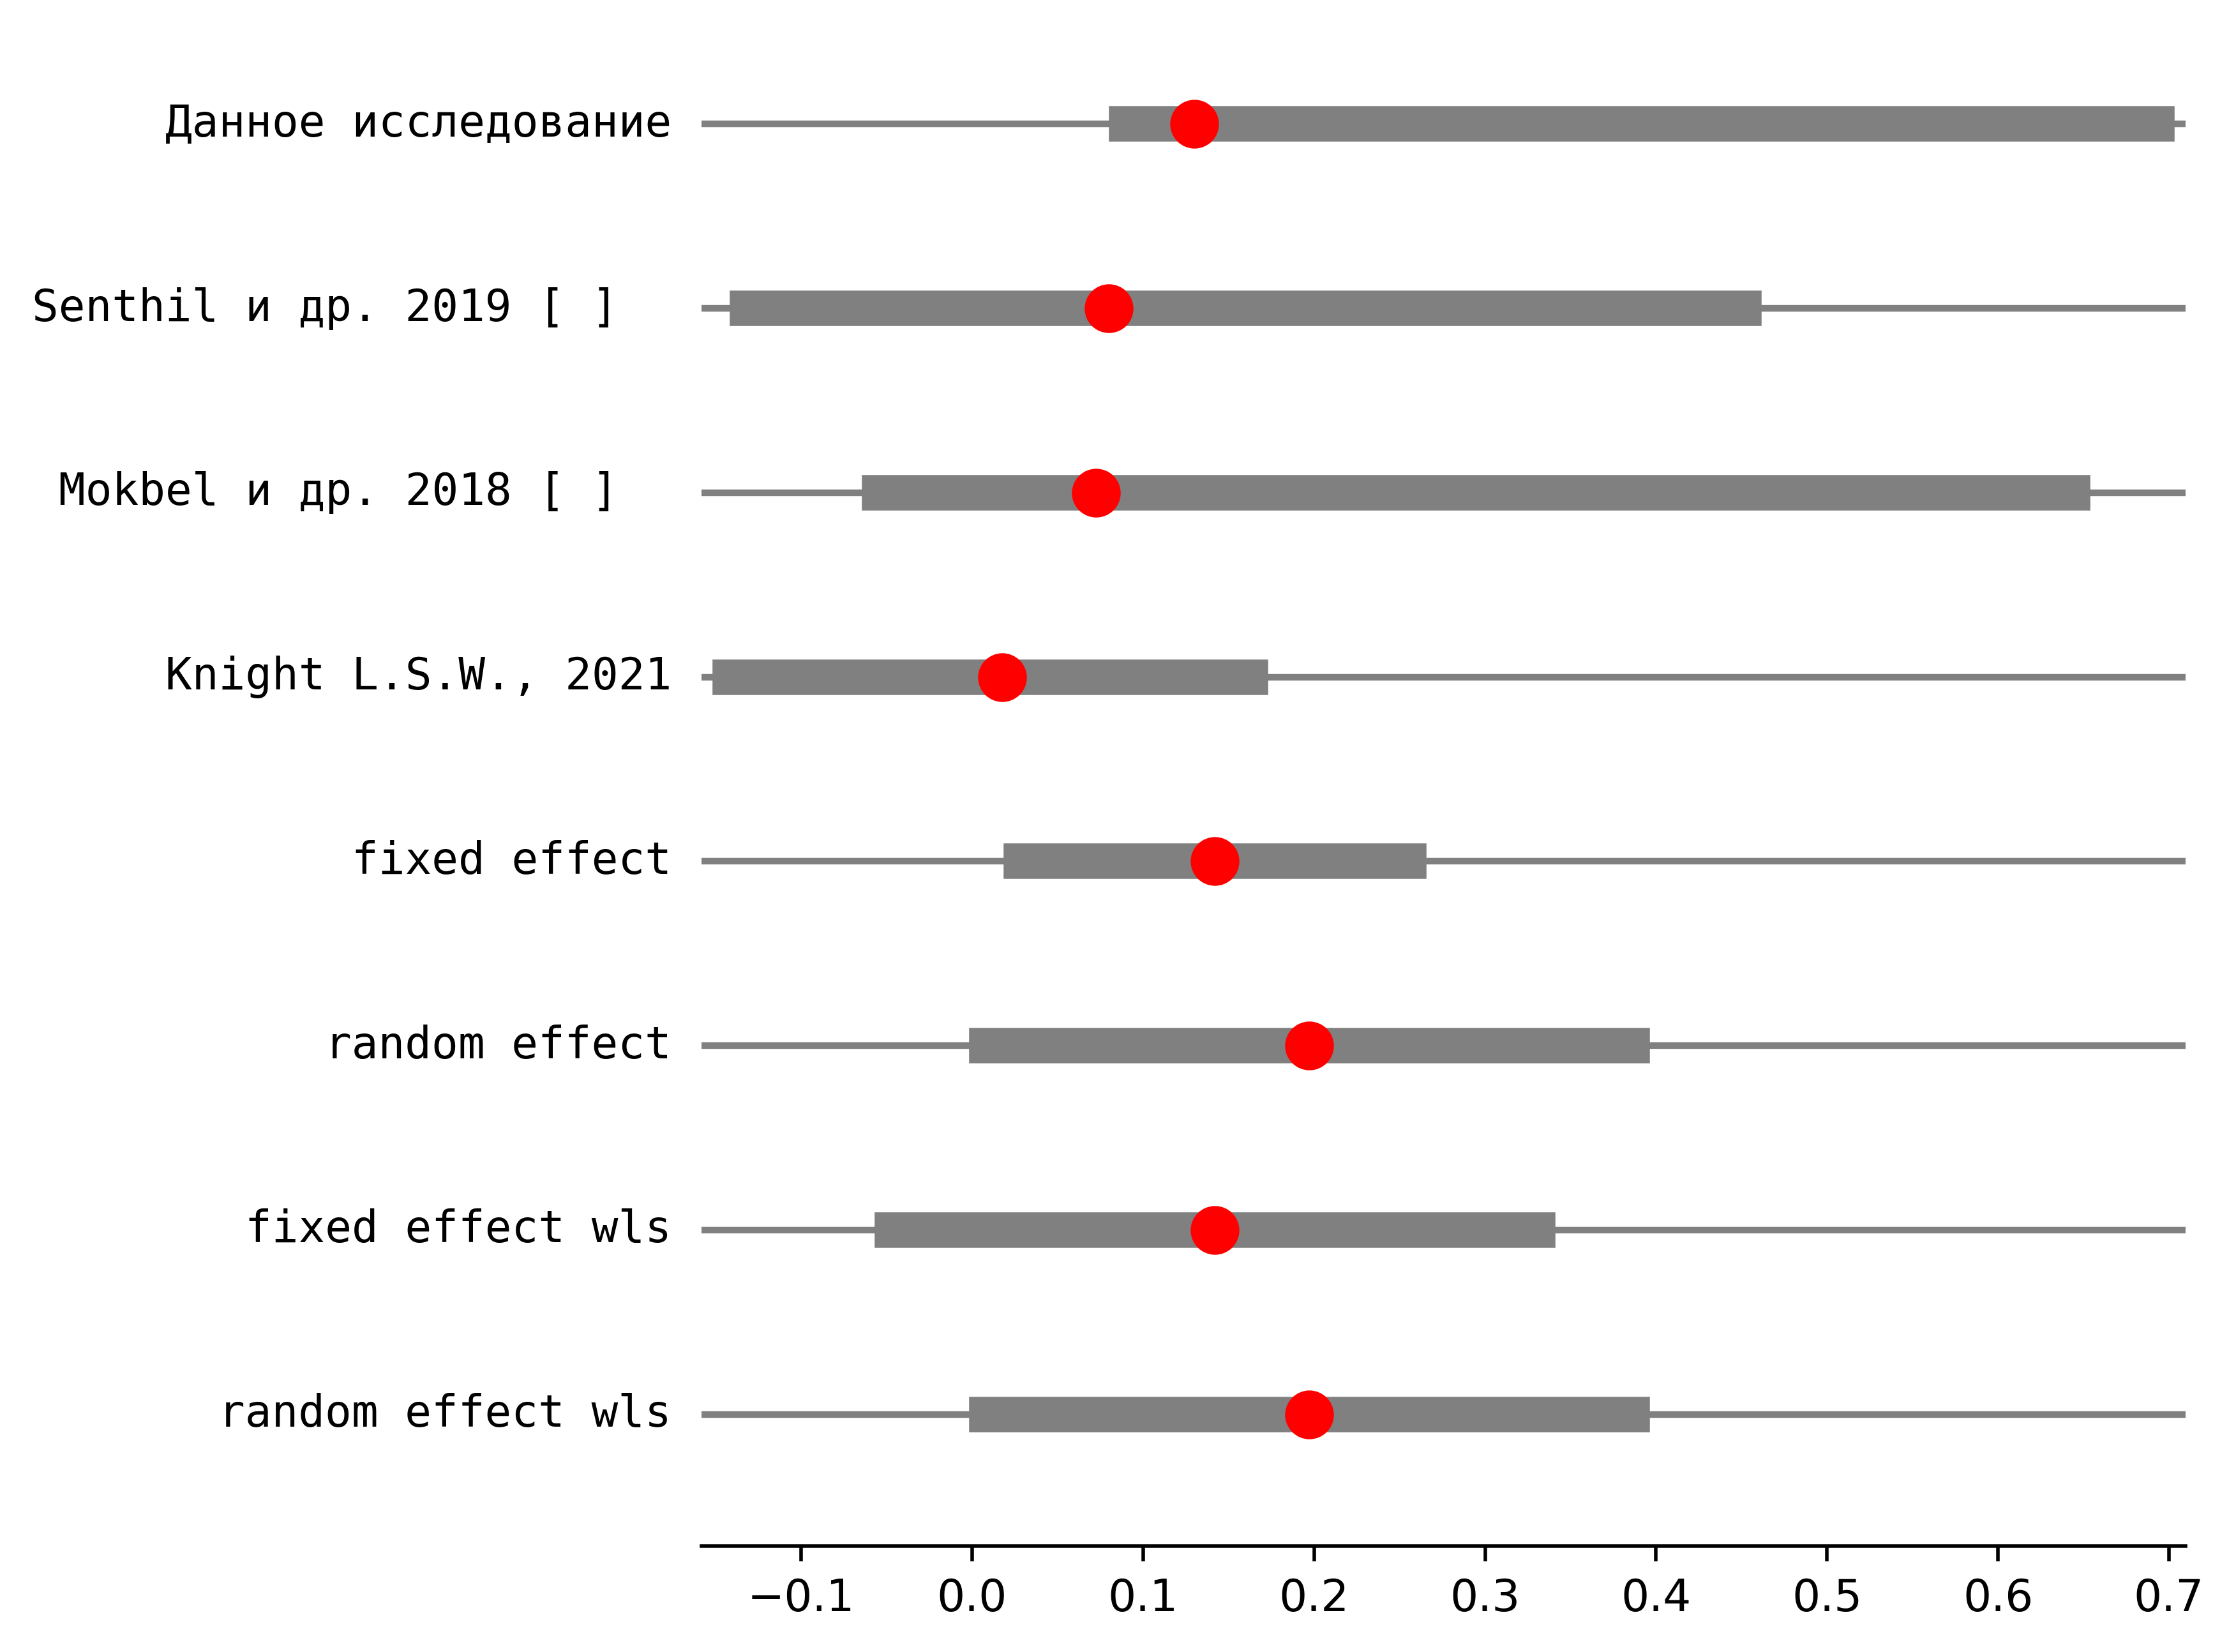 Данное исследование
Senthil и др. 2019 [ ]
Mokbel и др. 2018 [ ]
Knight L.S.W., 2021
fixed effect
random effect
fixed effect wls
random effect wls
−0.1 0.0 0.1 0.2 0.3 0.4 0.5 0.6 0.7